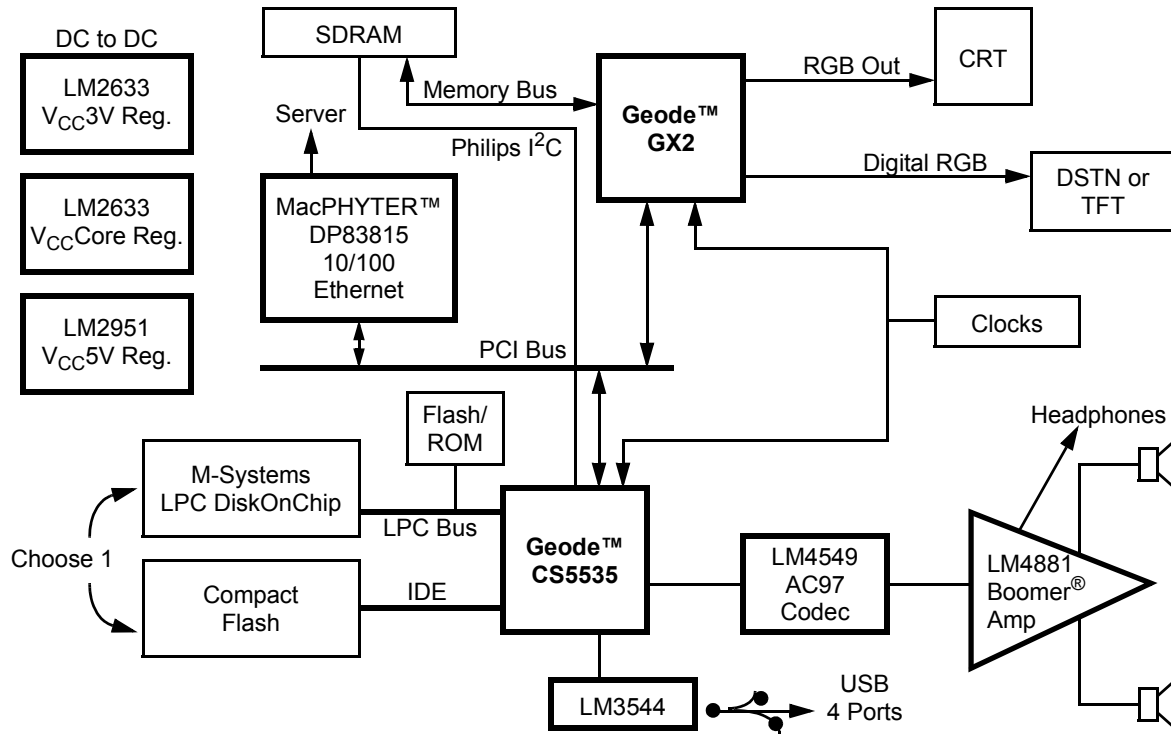 DC to DC
LM2633
VCC3V Reg.
LM2633
VCCCore Reg.
LM2951
VCC5V Reg.
SDRAM
Memory Bus
Server
Philips I²C
MacPHYTER™
DP83815
10/100
Ethernet
Geode™
GX2
RGB Out
CRT
Digital RGB
DSTN or
TFT
Clocks
PCI Bus
Flash/
ROM
M-Systems
LPC DiskOnChip
LPC Bus
Choose 1
Compact
Flash
IDE
Geode™
CS5535
LM4549
AC97
Codec
Headphones
LM4881
Boomer®
Amp
LM3544
USB
4 Ports